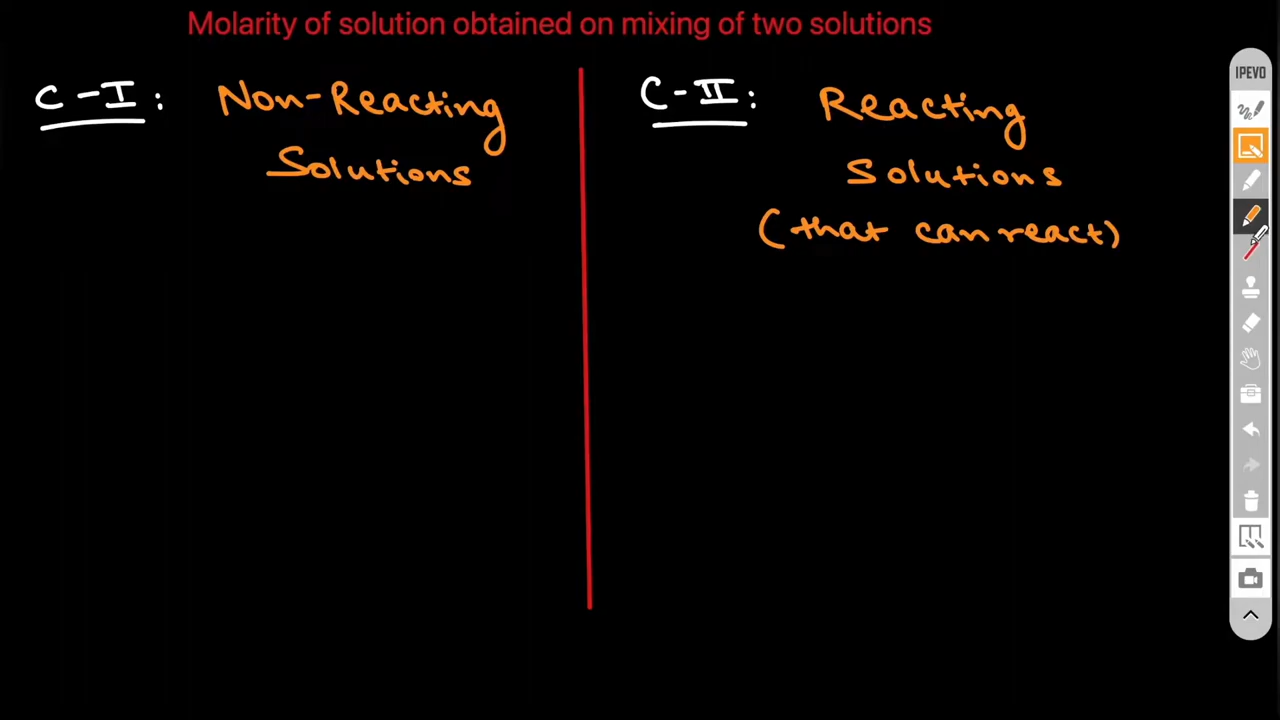 Molarity of solution obtained on mixing of two solutions
C-I: Non-Reacting
Solutions
C-II: Reacting
Solutions
(that can react)
IPEVO